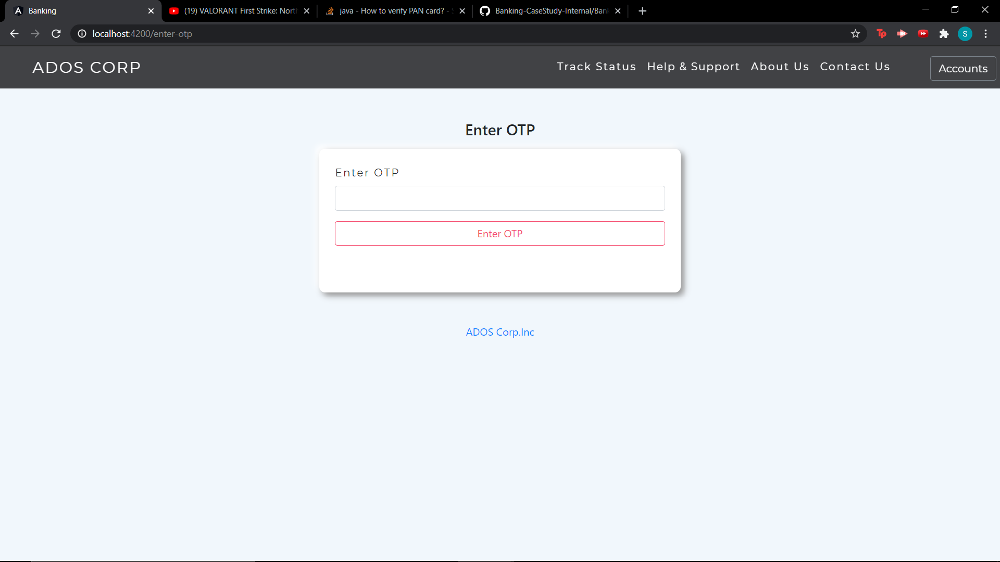 Banking
(19) VALORANT First Strike: Nort
java - How to verify PAN card? - S
Banking-CaseStudy-Internal/Bank
localhost:4200/enter-otp
Tp
S
ADOS CORP
Track Status
Help & Support
About Us
Contact Us
Accounts
Enter OTP
Enter OTP
Enter OTP
ADOS Corp.Inc